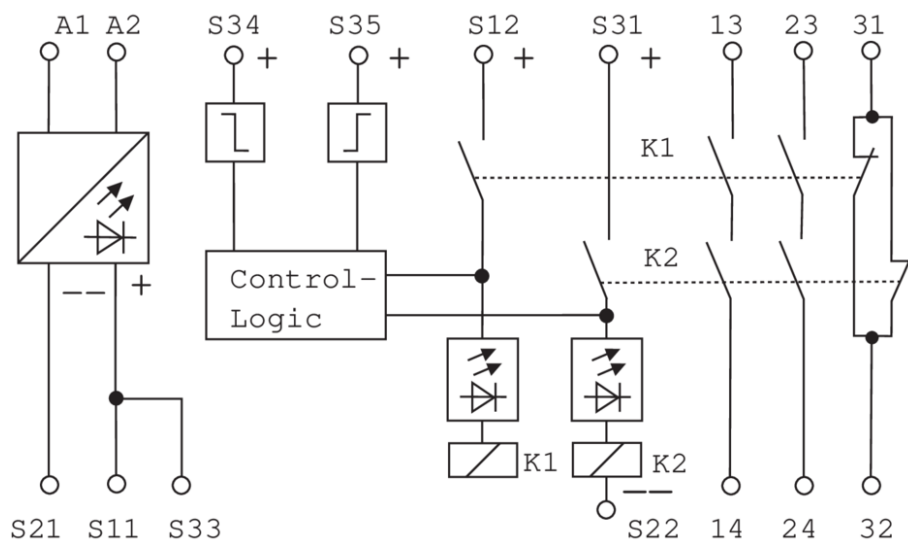 A1 A2 S34 S35 S12 S31 13 23 31
+ + + +
K1
K2
Control-
Logic
-- +
K1 K2
--
S21 S11 S33 S22 14 24 32